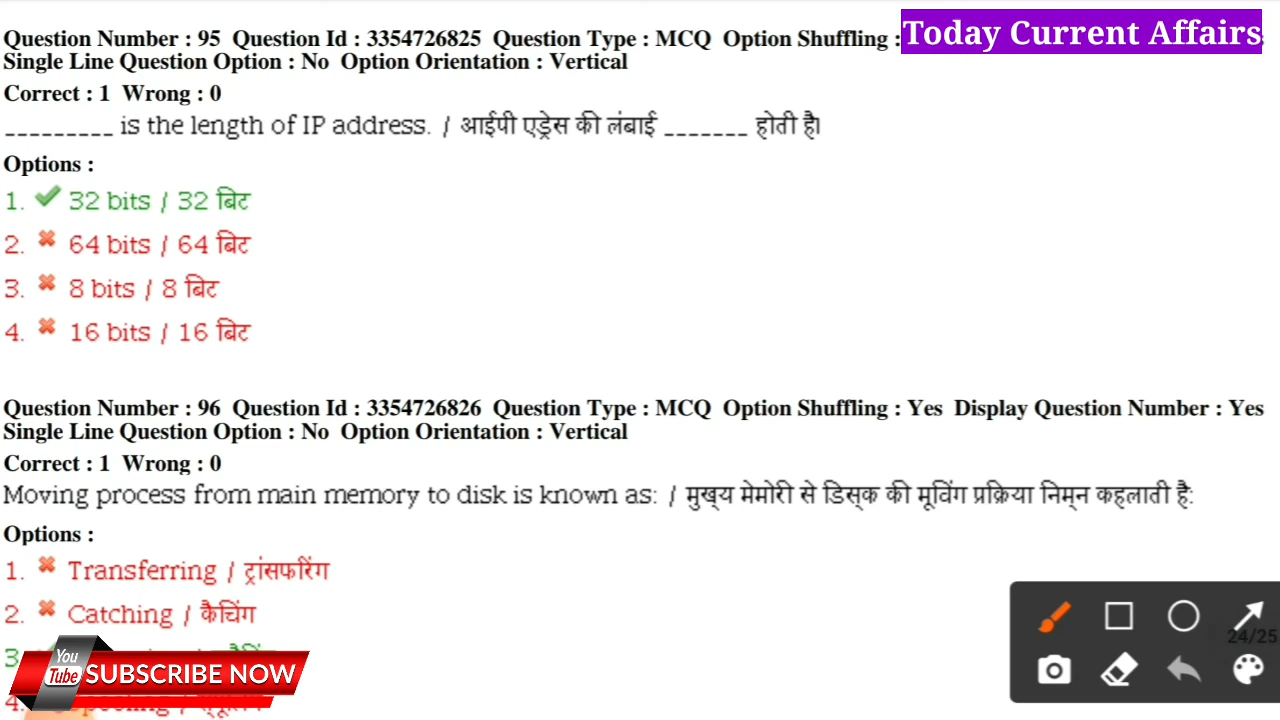 Question Number : 95 Question Id : 3354726825 Question Type : MCQ Option Shuffling :
Today Current Affairs
Single Line Question Option : No Option Orientation : Vertical
Correct : 1 Wrong : 0
_________ is the length of IP address. / आईपी एड्रेस की लंबाई _______ होती है।
Options :
1. 32 bits / 32 बिट
2. 64 bits / 64 बिट
3. 8 bits / 8 बिट
4. 16 bits / 16 बिट
Question Number : 96 Question Id : 3354726826 Question Type : MCQ Option Shuffling : Yes Display Question Number : Yes
Single Line Question Option : No Option Orientation : Vertical
Correct : 1 Wrong : 0
Moving process from main memory to disk is known as: / मुख्य मेमोरी से डिस्क की मूविंग प्रक्रिया निम्न कहलाती है:
Options :
1. Transferring / ट्रांसफरिंग
2. Catching / कैचिंग
3.
You Tube SUBSCRIBE NOW
4.
24/25